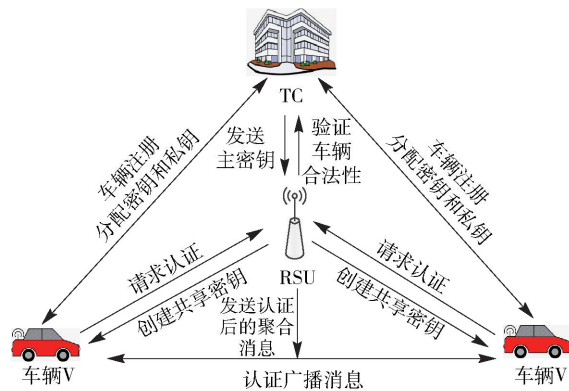 TC
发送
主密钥
验证
车辆
合法性
车辆注册
分配密钥和私钥
车辆注册
分配密钥和私钥
请求认证
创建共享密钥
RSU
请求认证
创建共享密钥
发送认证
后的聚合
消息
车辆V
认证广播消息
车辆V